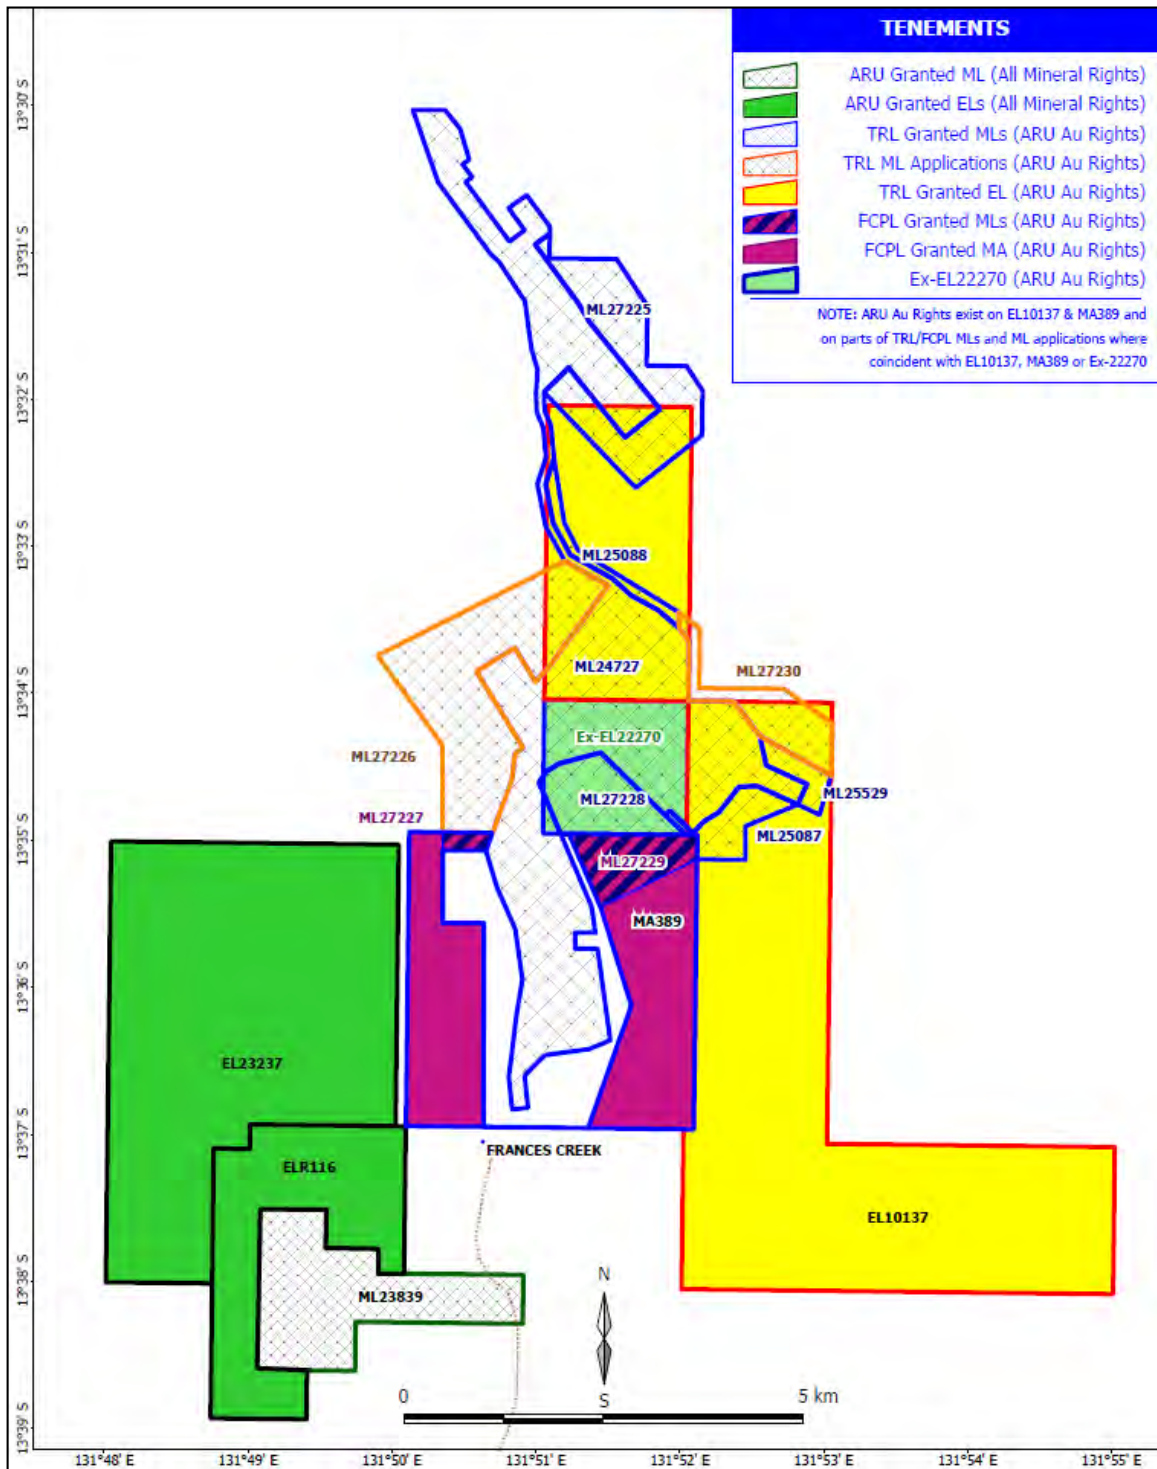 TENEMENTS
ARU Granted ML (All Mineral Rights)
ARU Granted ELs (All Mineral Rights)
TRL Granted MLs (ARU Au Rights)
TRL ML Applications (ARU Au Rights)
TRL Granted EL (ARU Au Rights)
FCPL Granted MLs (ARU Au Rights)
FCPL Granted MA (ARU Au Rights)
Ex-EL22270 (ARU Au Rights)
NOTE: ARU Au Rights exist on EL10137 & MA389 and
on parts of TRL/FCPL MLs and ML applications where
coincident with EL10137, MA389 or Ex-22270
13°30' S
13°31' S
13°32' S
13°33' S
13°34' S
13°35' S
13°36' S
13°37' S
13°38' S
13°39' S
ML27225
ML25088
ML24727
ML27230
Ex-EL22270
ML27226
ML27228
ML25529
ML27227
ML25087
ML27229
MA389
EL23237
FRANCES CREEK
ELR116
EL10137
ML23839
N
S
0
5 km
131°48' E
131°49' E
131°50' E
131°51' E
131°52' E
131°53' E
131°54' E
131°55' E